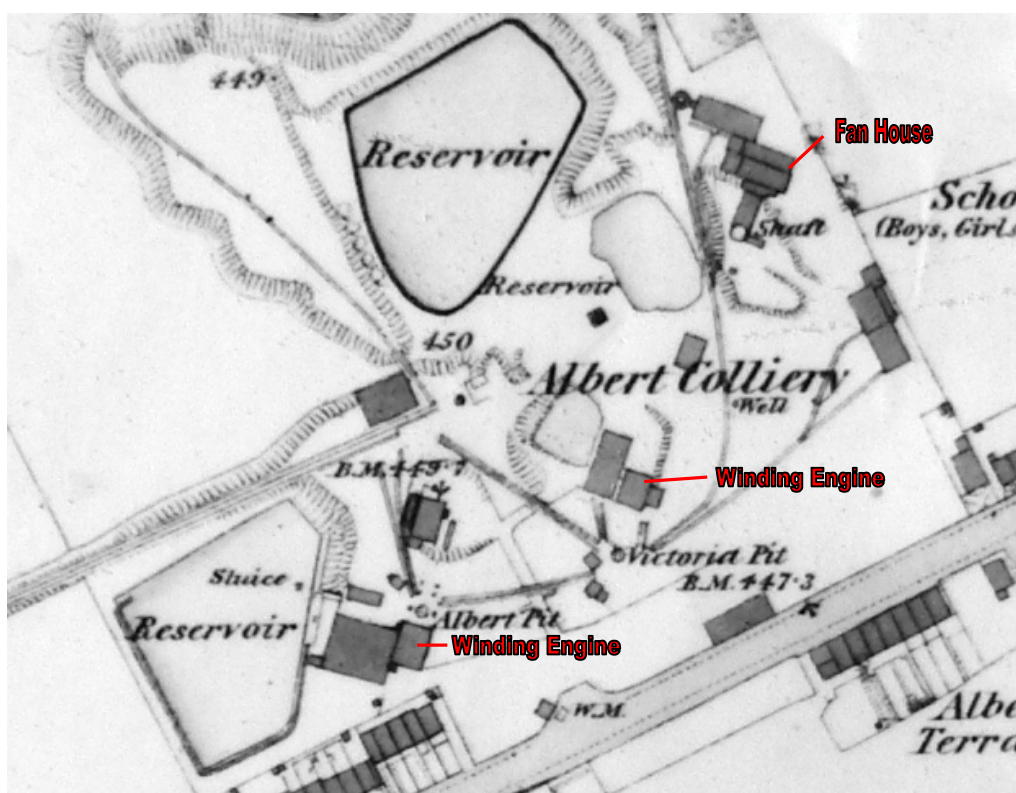 449·
Reservoir
Fan House
Scho
(Boys, Girls
Shaft
Reservoir
450
Albert Colliery
Well
B.M. 449·7
Winding Engine
Victoria Pit
B.M. 447·3
Sluice
Reservoir
Albert Pit
Winding Engine
W.M.
Albe
Terra